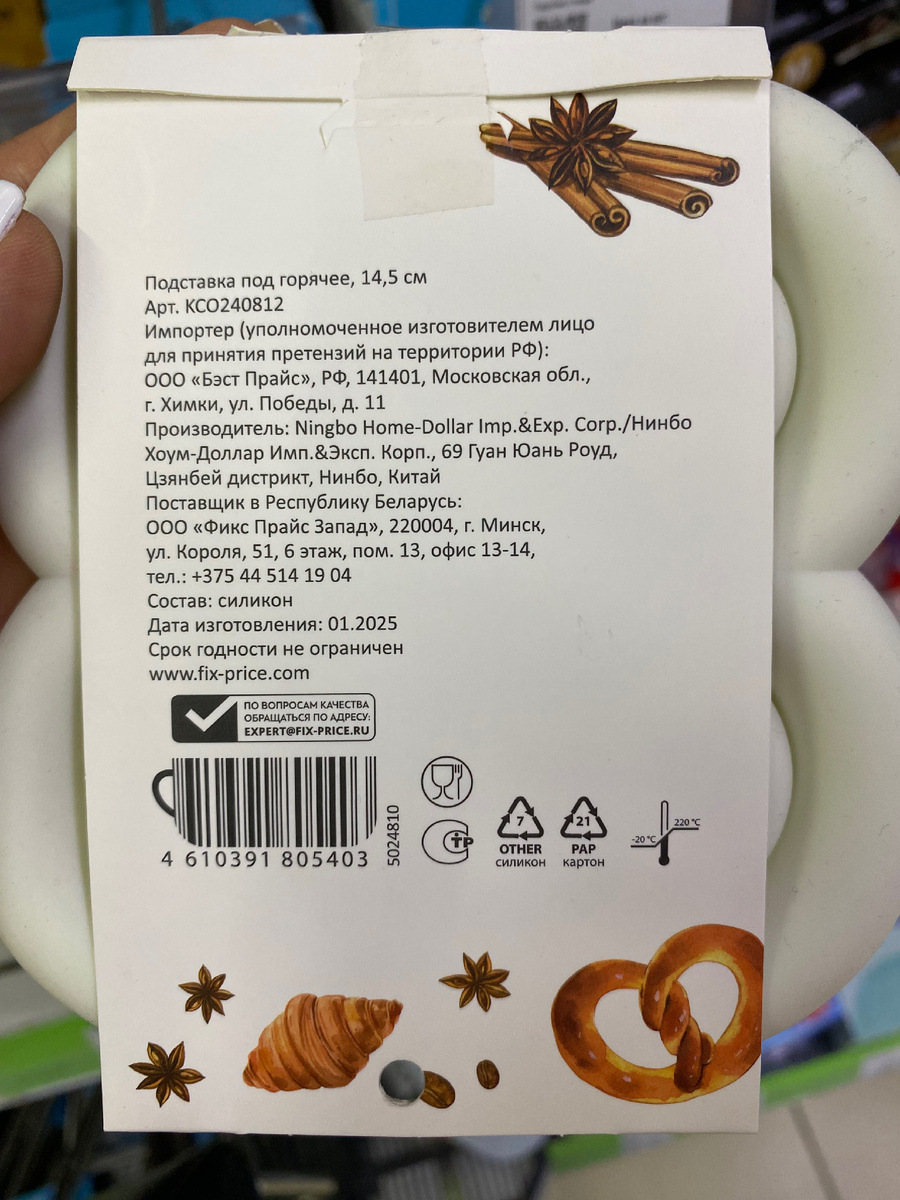 Подставка под горячее, 14,5 см
Арт. KCO240812
Импортер (уполномоченное изготовителем лицо
для принятия претензий на территории РФ):
ООО «Бэст Прайс», РФ, 141401, Московская обл.,
г. Химки, ул. Победы, д. 11
Производитель: Ningbo Home-Dollar Imp.&Exp. Corp./Нинбо
Хоум-Доллар Имп.&Эксп. Корп., 69 Гуан Юань Роуд,
Цзянбей дистрикт, Нинбо, Китай
Поставщик в Республику Беларусь:
ООО «Фикс Прайс Запад», 220004, г. Минск,
ул. Короля, 51, 6 этаж, пом. 13, офис 13-14,
тел.: +375 44 514 19 04
Состав: силикон
Дата изготовления: 01.2025
Срок годности не ограничен
www.fix-price.com
ПО ВОПРОСАМ КАЧЕСТВА
ОБРАЩАТЬСЯ ПО АДРЕСУ:
EXPERT@FIX-PRICE.RU
4 610391 805403
5024810
СТР
7
OTHER
силикон
21
PAP
картон
-20 °C
220 °C